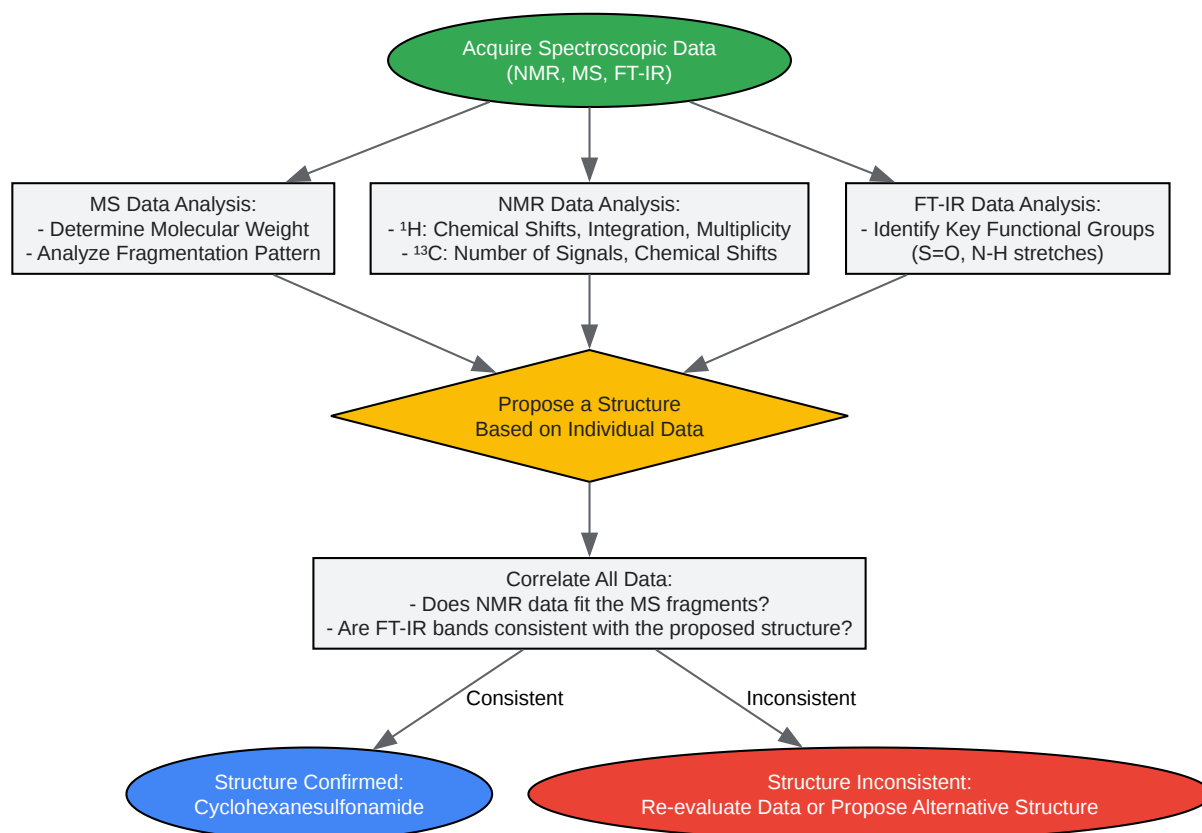 Acquire Spectroscopic Data
(NMR, MS, FT-IR)
MS Data Analysis:
- Determine Molecular Weight
- Analyze Fragmentation Pattern
NMR Data Analysis:
- ¹H: Chemical Shifts, Integration, Multiplicity
- ¹³C: Number of Signals, Chemical Shifts
FT-IR Data Analysis:
- Identify Key Functional Groups
(S=O, N-H stretches)
Propose a Structure
Based on Individual Data
Correlate All Data:
- Does NMR data fit the MS fragments?
- Are FT-IR bands consistent with the proposed structure?
Consistent
Inconsistent
Structure Confirmed:
Cyclohexanesulfonamide
Structure Inconsistent:
Re-evaluate Data or Propose Alternative Structure